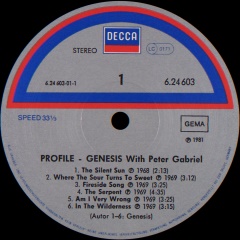 DECCA
STEREO
LC 0171
6.24 603-01-1
1
6.24 603
SPEED 33⅓
GEMA
℗ 1981
PROFILE - GENESIS With Peter Gabriel
1. The Silent Sun ℗ 1968 (2:13)
2. Where The Sour Turns To Sweet ℗ 1969 (3:12)
3. Fireside Song ℗ 1969 (4:16)
4. The Serpent ℗ 1969 (4:35)
5. Am I Very Wrong ℗ 1969 (3:28)
6. In The Wilderness ℗ 1969 (3:25)
(Autor 1-6: Genesis)